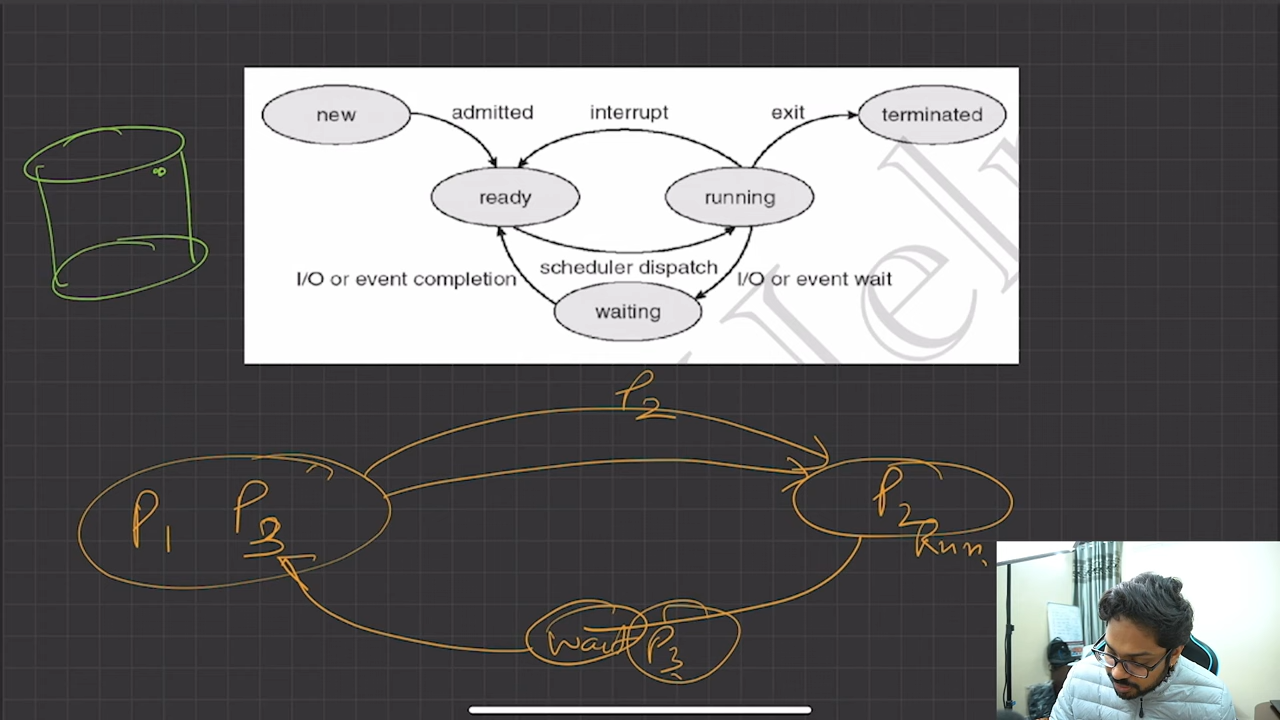 new admitted interrupt exit terminated
ready running
I/O or event completion scheduler dispatch I/O or event wait
waiting
P2
P1 P3 P2
Run.
wait P3